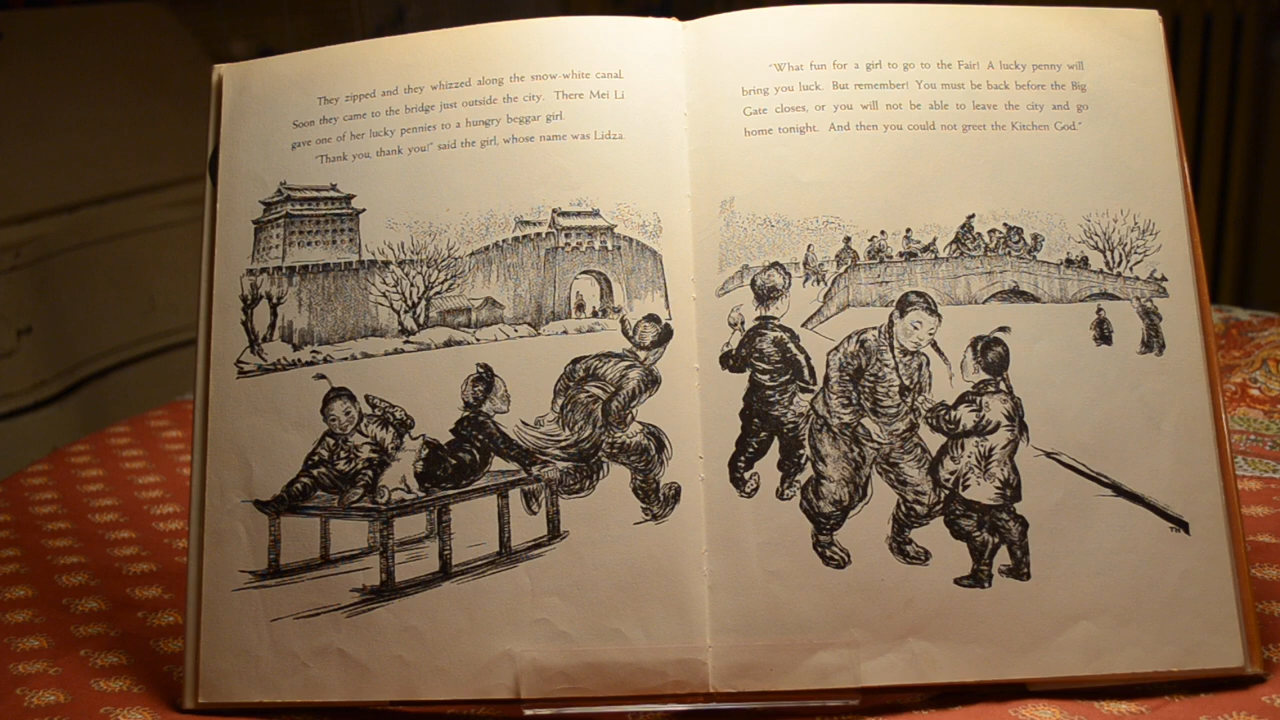 They zipped and they whizzed along the snow-white canal.
Soon they came to the bridge just outside the city. There Mei Li
gave one of her lucky pennies to a hungry beggar girl.
"Thank you, thank you!" said the girl, whose name was Lidza.
"What fun for a girl to go to the Fair! A lucky penny will
bring you luck. But remember! You must be back before the Big
Gate closes, or you will not be able to leave the city and go
home tonight. And then you could not greet the Kitchen God."
TH